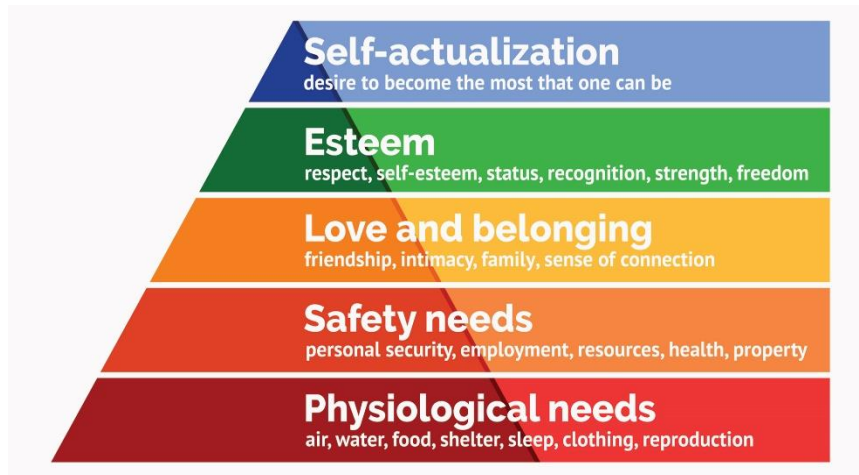 Self-actualization
desire to become the most that one can be
Esteem
respect, self-esteem, status, recognition, strength, freedom
Love and belonging
friendship, intimacy, family, sense of connection
Safety needs
personal security, employment, resources, health, property
Physiological needs
air, water, food, shelter, sleep, clothing, reproduction